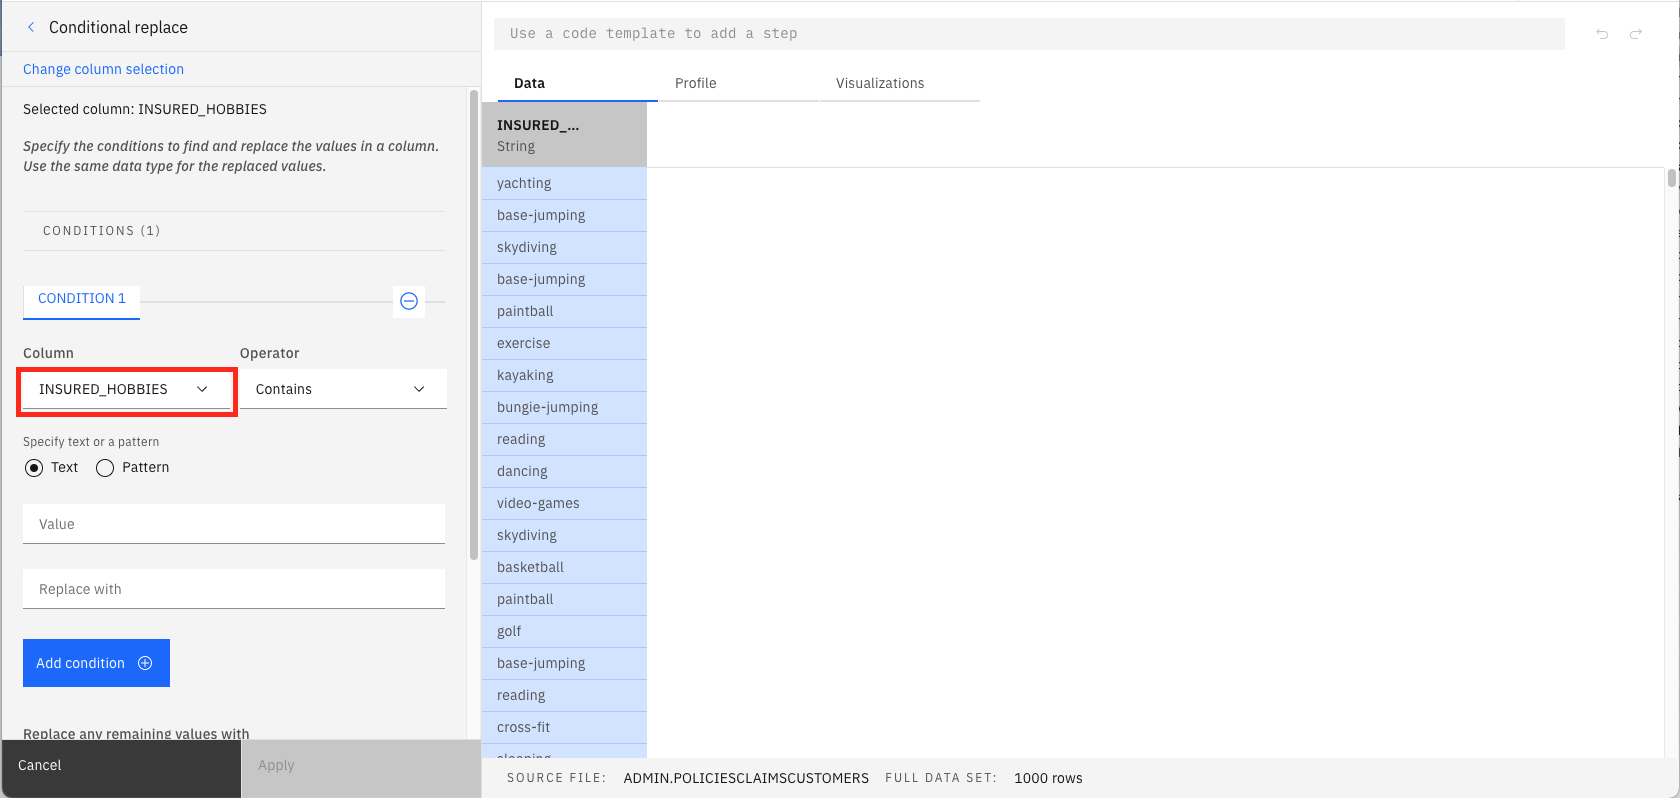 Conditional replace
Change column selection
Selected column: INSURED_HOBBIES
Specify the conditions to find and replace the values in a column.
Use the same data type for the replaced values.
CONDITIONS (1)
CONDITION 1
Column
Operator
INSURED_HOBBIES
Contains
Specify text or a pattern
Text
Pattern
Value
Replace with
Add condition
Replace any remaining values with
Cancel
Apply
Use a code template to add a step
Data
Profile
Visualizations
INSURED_...
String
yachting
base-jumping
skydiving
base-jumping
paintball
exercise
kayaking
bungie-jumping
reading
dancing
video-games
skydiving
basketball
paintball
golf
base-jumping
reading
cross-fit
sleeping
SOURCE FILE: ADMIN.POLICIESCLAIMSCUSTOMERS FULL DATA SET: 1000 rows